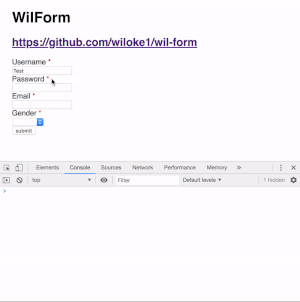 WilForm
https://github.com/wiloke1/wil-form
Username *
Test
Password *
Email *
Gender *
submit
Elements Console Sources Network Performance Memory »
top Filter Default levels 1 hidden